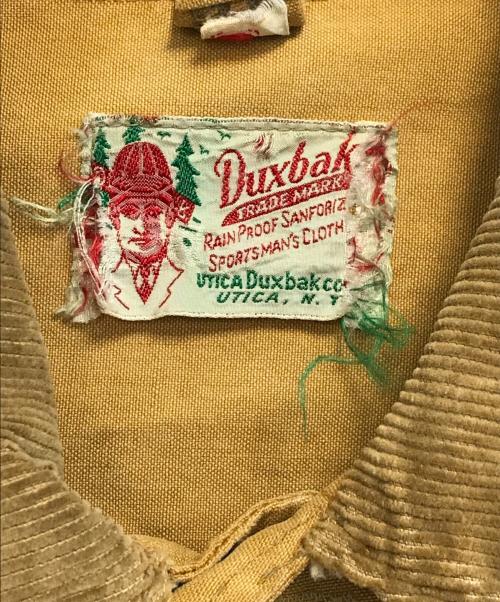 Duxbak
TRADE MARK
RAIN PROOF SANFORIZ
SPORTSMAN'S CLOTH
UTICA Duxbak co
UTICA, N. Y